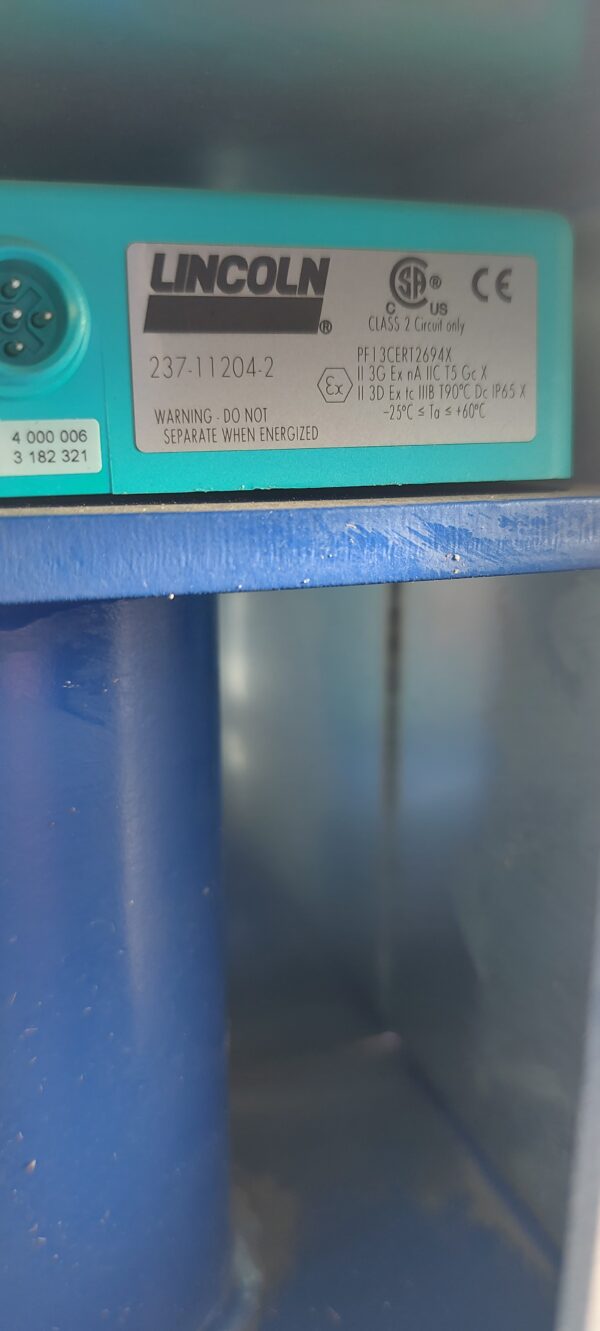 LINCOLN®
CSA®
C US
CE
CLASS 2 Circuit only
237-11204-2
PF13CERT2694X
Ex
II 3G Ex nA IIC T5 Gc X
II 3D Ex tc IIIB T90°C Dc IP65 X
-25°C ≤ Ta ≤ +60°C
WARNING - DO NOT
SEPARATE WHEN ENERGIZED
4 000 006
3 182 321